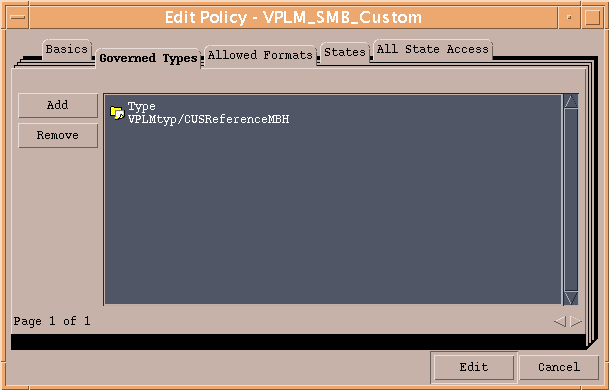 Edit Policy - VPLM_SMB_Custom
Basics
Governed Types
Allowed Formats
States
All State Access
Add
Remove
Type
VPLMtyp/CUSReferenceMBH
Page 1 of 1
Edit
Cancel